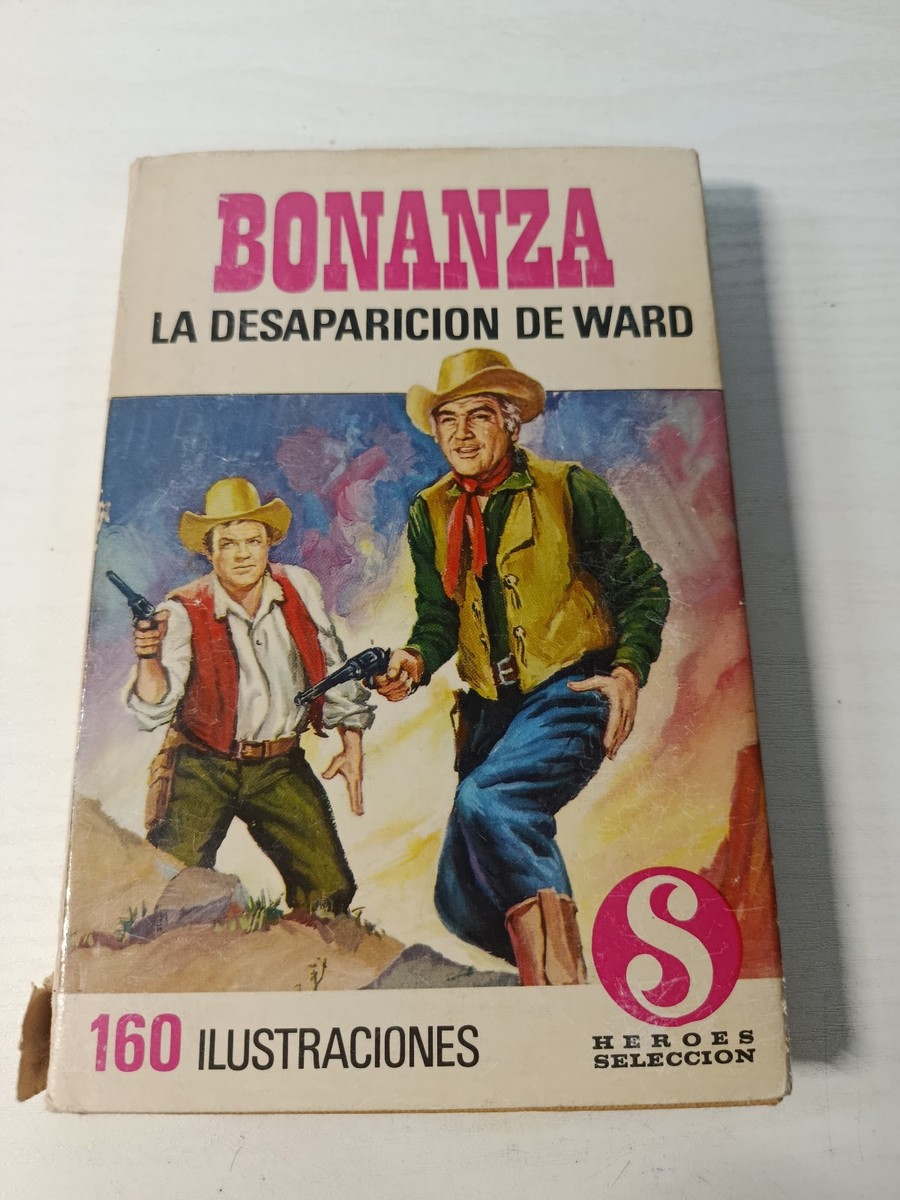 BONANZA
LA DESAPARICION DE WARD
S
HEROES
SELECCION
160 ILUSTRACIONES